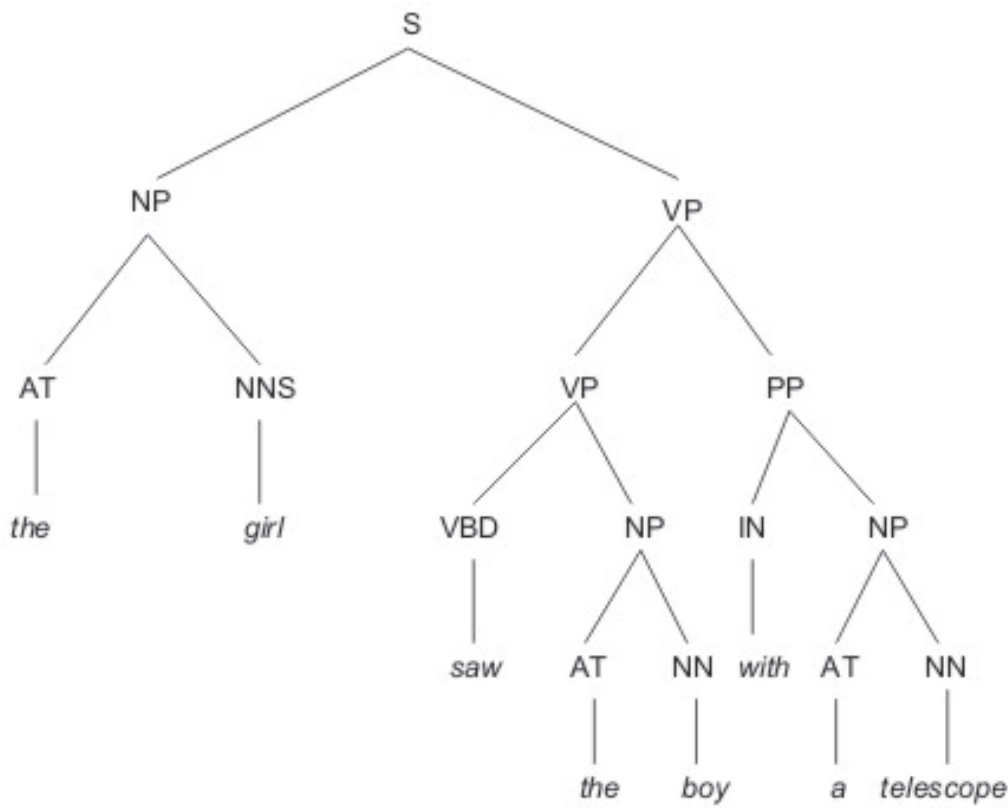 S
NP VP
AT NNS VP PP
the girl VBD NP IN NP
saw AT NN with AT NN
the boy a telescope